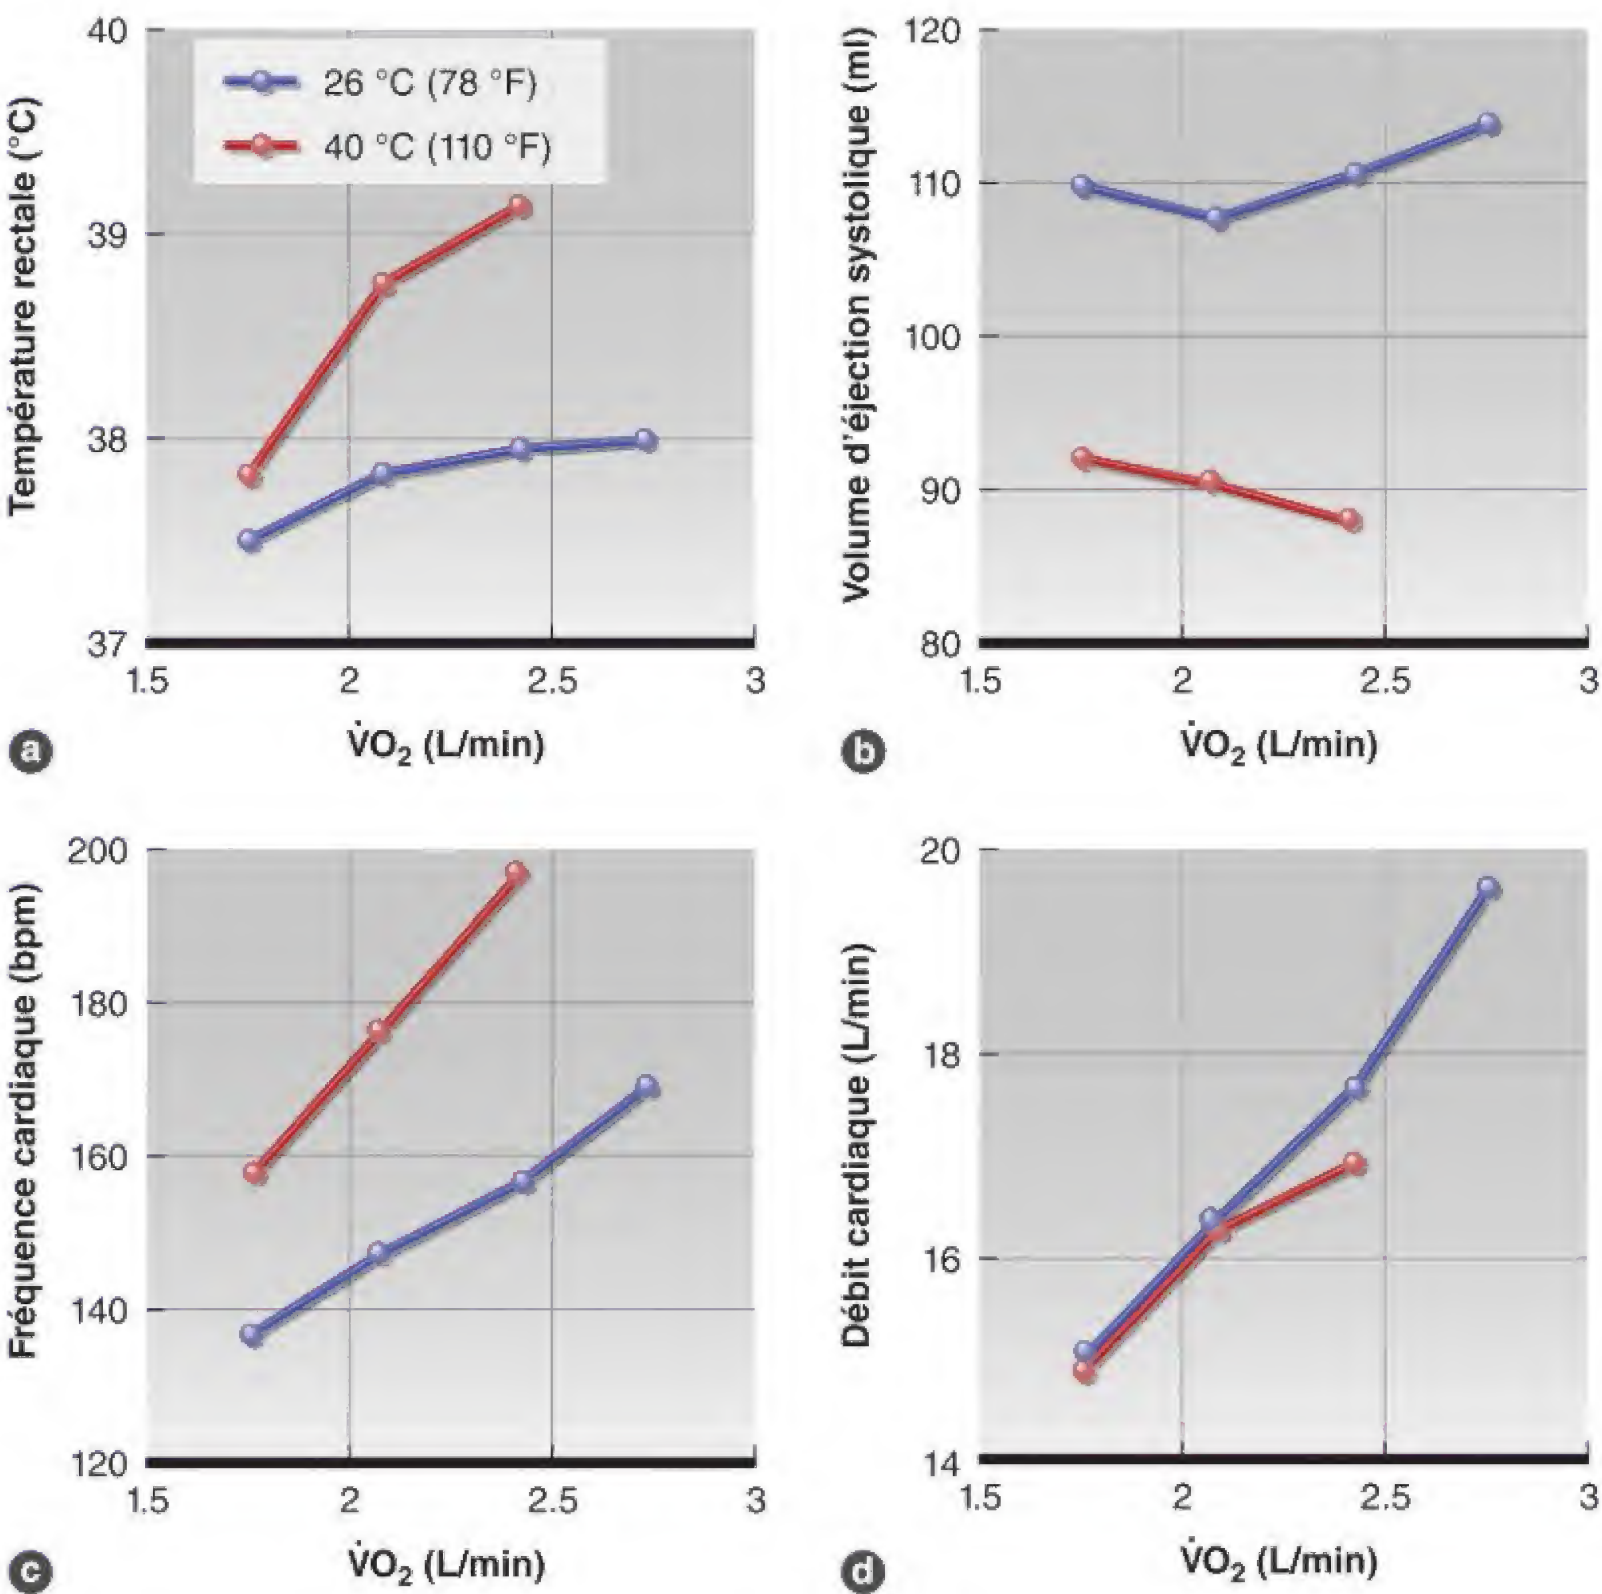 40
39
38
37
Température rectale (°C)
26 °C (78 °F)
40 °C (110 °F)
1.5 2 2.5 3
V̇O₂ (L/min)
a
120
110
100
90
80
Volume d'éjection systolique (ml)
1.5 2 2.5 3
V̇O₂ (L/min)
b
200
180
160
140
120
Fréquence cardiaque (bpm)
1.5 2 2.5 3
V̇O₂ (L/min)
c
20
18
16
14
Débit cardiaque (L/min)
1.5 2 2.5 3
V̇O₂ (L/min)
d